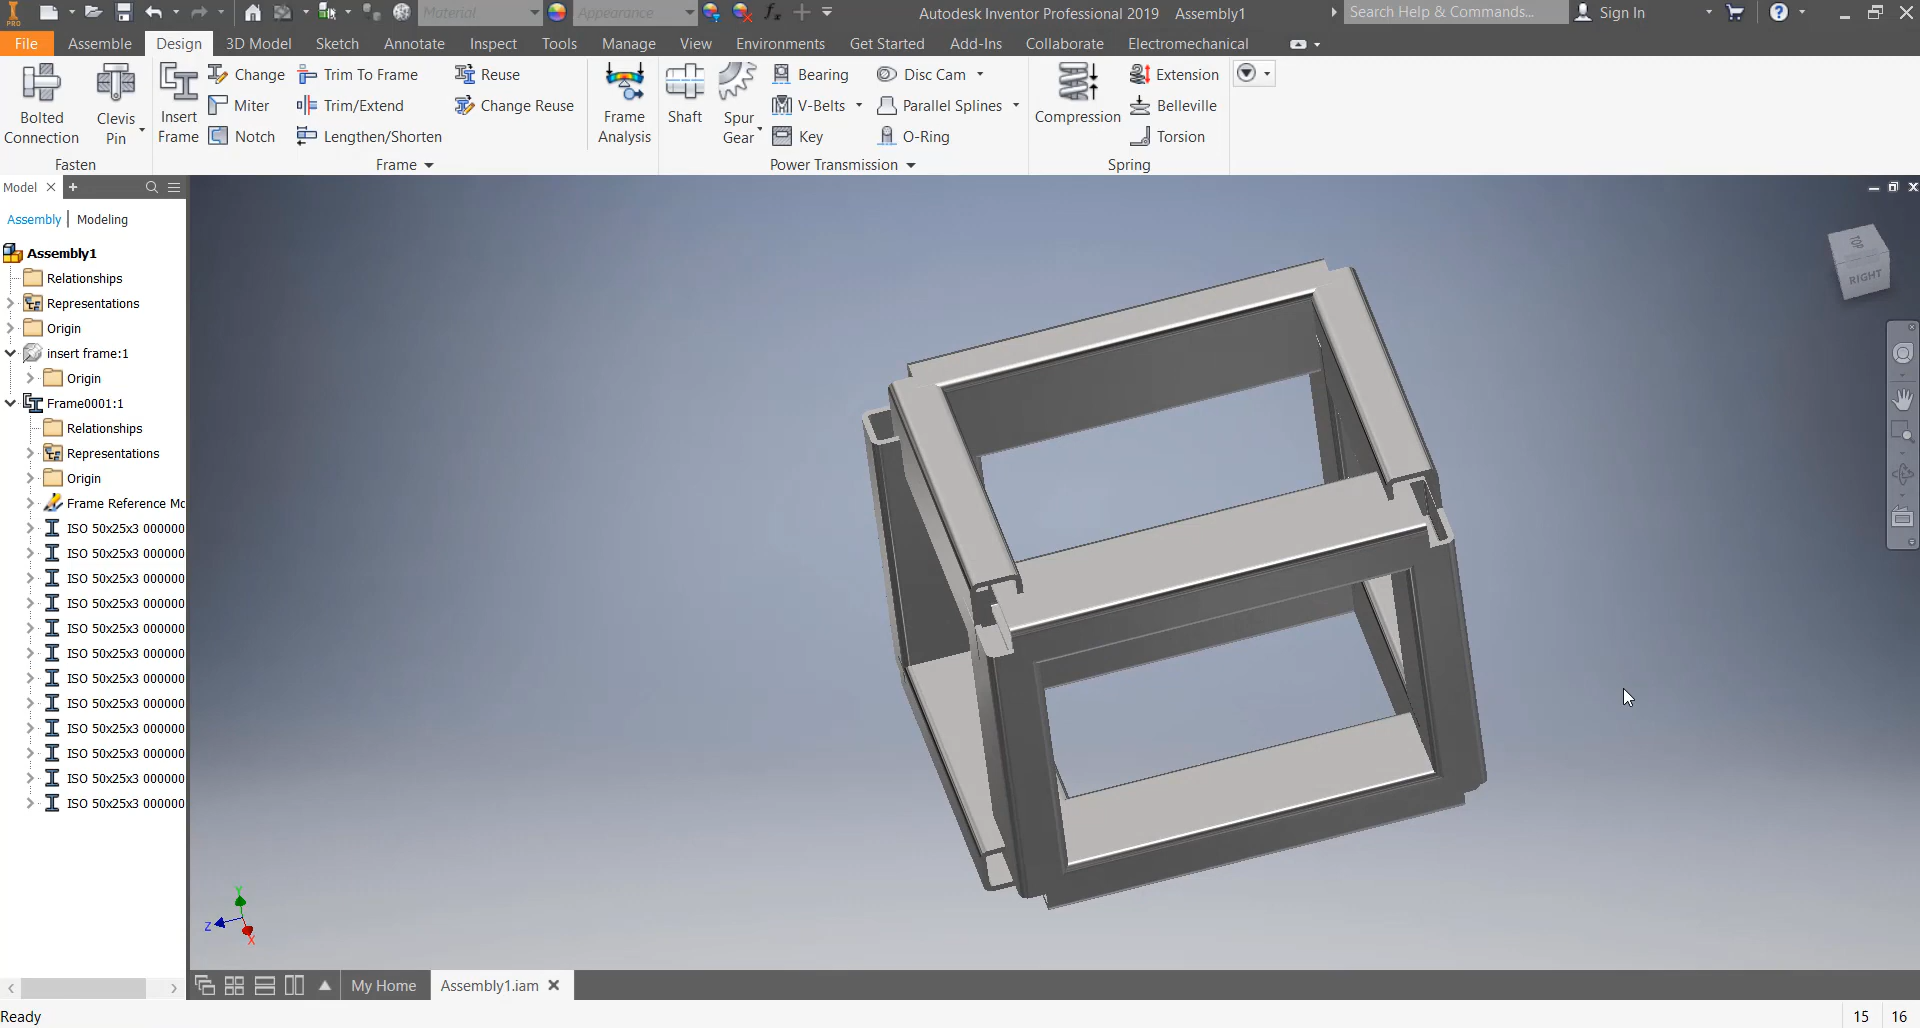 PRO
Material
Appearance
Autodesk Inventor Professional 2019 Assembly1
Search Help & Commands...
Sign In
File Assemble Design 3D Model Sketch Annotate Inspect Tools Manage View Environments Get Started Add-Ins Collaborate Electromechanical
Bolted
Connection
Clevis
Pin
Fasten
Insert
Frame
Change
Miter
Notch
Trim To Frame
Trim/Extend
Lengthen/Shorten
Reuse
Change Reuse
Frame
Frame
Analysis
Shaft
Spur
Gear
Bearing
V-Belts
Key
Disc Cam
Parallel Splines
O-Ring
Power Transmission
Compression
Extension
Belleville
Torsion
Spring
Model
Assembly | Modeling
Assembly1
Relationships
Representations
Origin
insert frame:1
Origin
Frame0001:1
Relationships
Representations
Origin
Frame Reference Mo
ISO 50x25x3 000000
ISO 50x25x3 000000
ISO 50x25x3 000000
ISO 50x25x3 000000
ISO 50x25x3 000000
ISO 50x25x3 000000
ISO 50x25x3 000000
ISO 50x25x3 000000
ISO 50x25x3 000000
ISO 50x25x3 000000
ISO 50x25x3 000000
ISO 50x25x3 000000
TOP
RIGHT
Y
Z
X
My Home Assembly1.iam
Ready
15 16